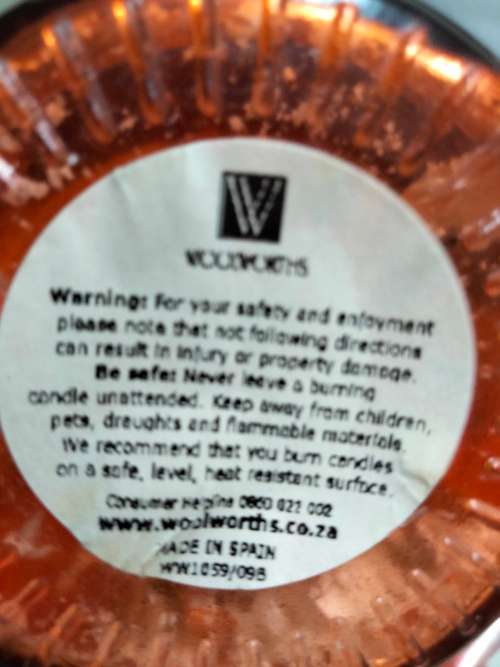 W
WOOLWORTHS
Warning: For your safety and enjoyment
please note that not following directions
can result in injury or property damage.
Be safe: Never leave a burning
candle unattended. Keep away from children,
pets, draughts and flammable materials.
We recommend that you burn candles
on a safe, level, heat resistant surface.
Consumer Helpline 0860 022 002
www.woolworths.co.za
MADE IN SPAIN
WW1059/09B